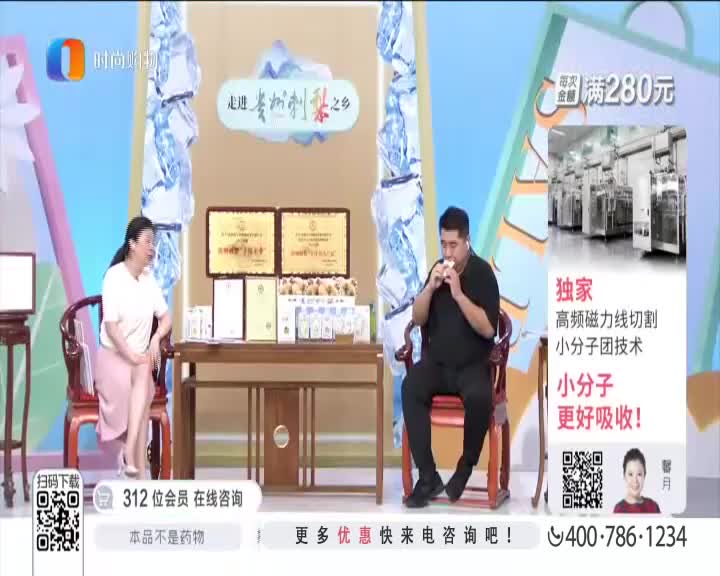 时尚购物
走进贵州刺梨之乡
每次金额
满280元
独家
高频磁力线切割
小分子团技术
小分子
更好吸收！
馨月
扫码下载
312位会员 在线咨询
本品不是药物
更多优惠快来电咨询吧！
400·786·1234